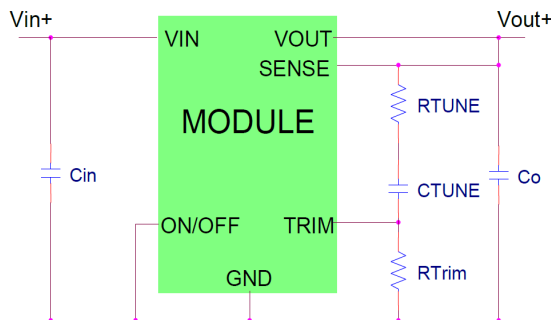 Vin+
Vout+
VIN
VOUT
SENSE
RTUNE
MODULE
Cin
CTUNE
Co
ON/OFF
TRIM
GND
RTrim